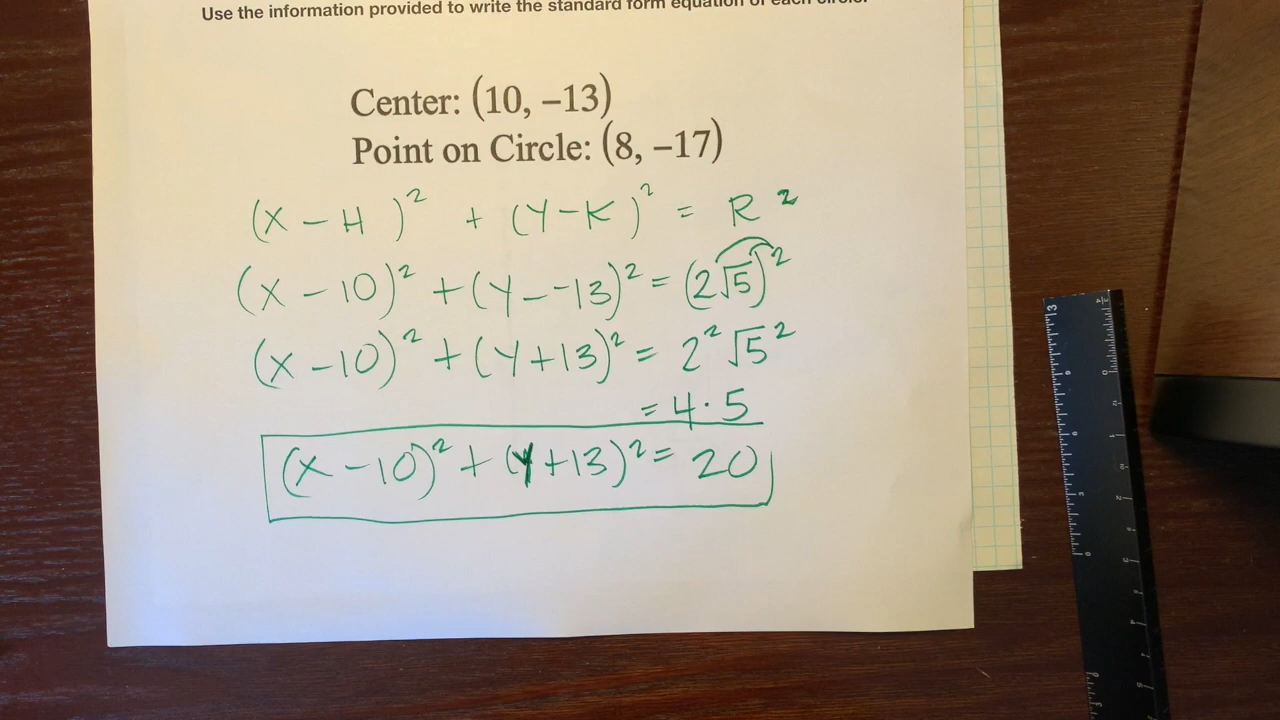 Use the information provided to write the standard form equation of each circle.
Center: (10, –13)
Point on Circle: (8, –17)
(X - H )² + (Y - K )² = R²
(X - 10)² + (Y - -13)² = (2√5)²
(X - 10)² + (Y + 13)² = 2² √5²
= 4 · 5
(X - 10)² + (Y + 13)² = 20